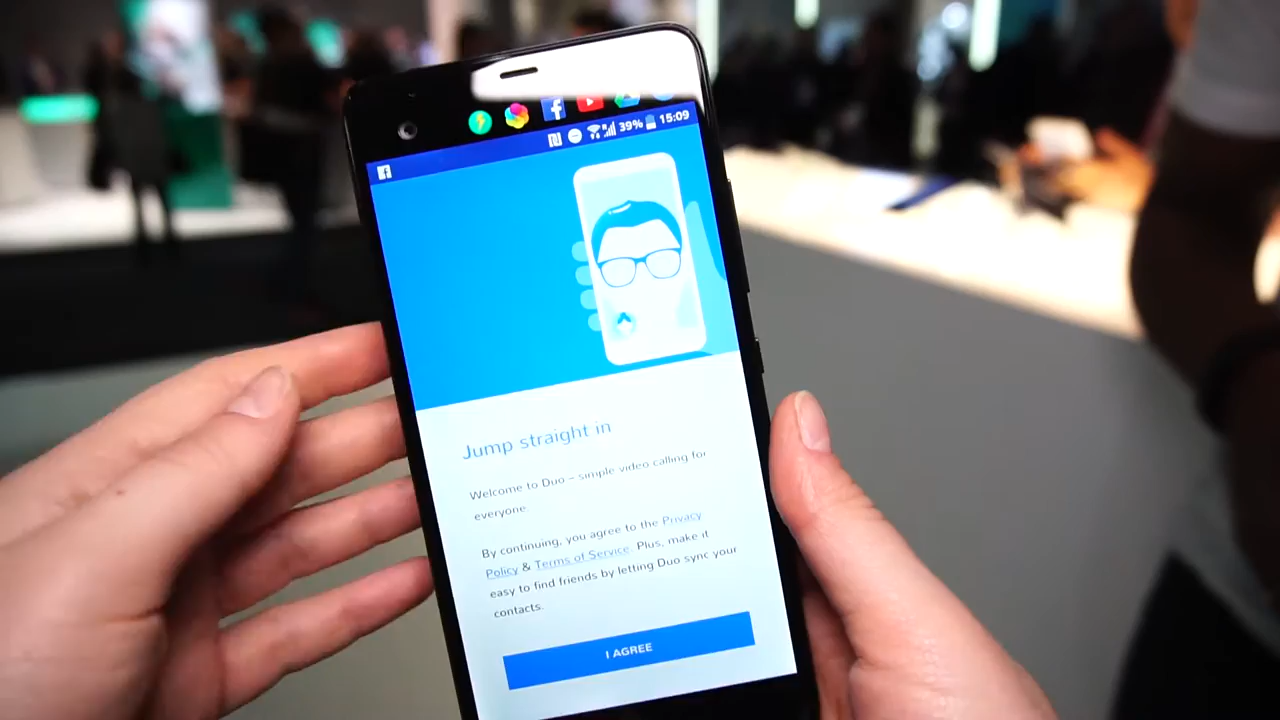 39% 15:09
Jump straight in
Welcome to Duo – simple video calling for
everyone.
By continuing, you agree to the Privacy
Policy & Terms of Service. Plus, make it
easy to find friends by letting Duo sync your
contacts.
I AGREE